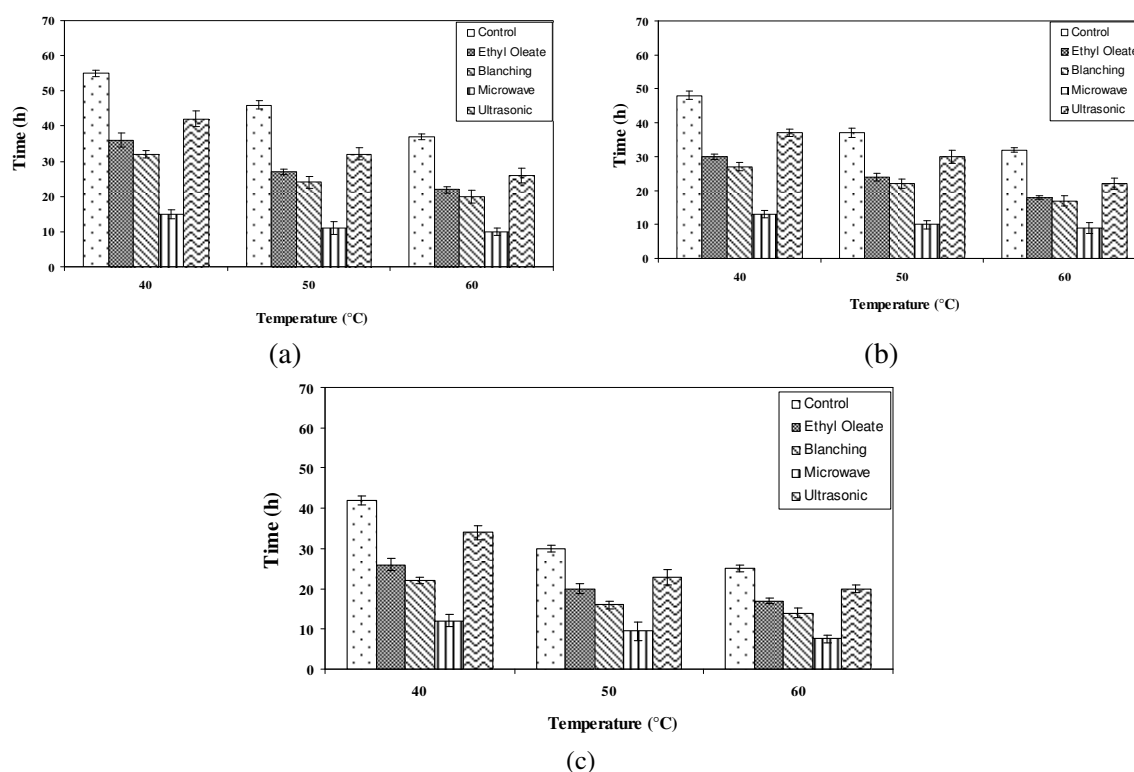 70
60
50
40
30
20
10
0
Time (h)
40
50
60
Temperature (°C)
Control
Ethyl Oleate
Blanching
Microwave
Ultrasonic
(a)
70
60
50
40
30
20
10
0
Time (h)
40
50
60
Temperature (°C)
Control
Ethyl Oleate
Blanching
Microwave
Ultrasonic
(b)
70
60
50
40
30
20
10
0
Time (h)
40
50
60
Temperature (°C)
Control
Ethyl Oleate
Blanching
Microwave
Ultrasonic
(c)